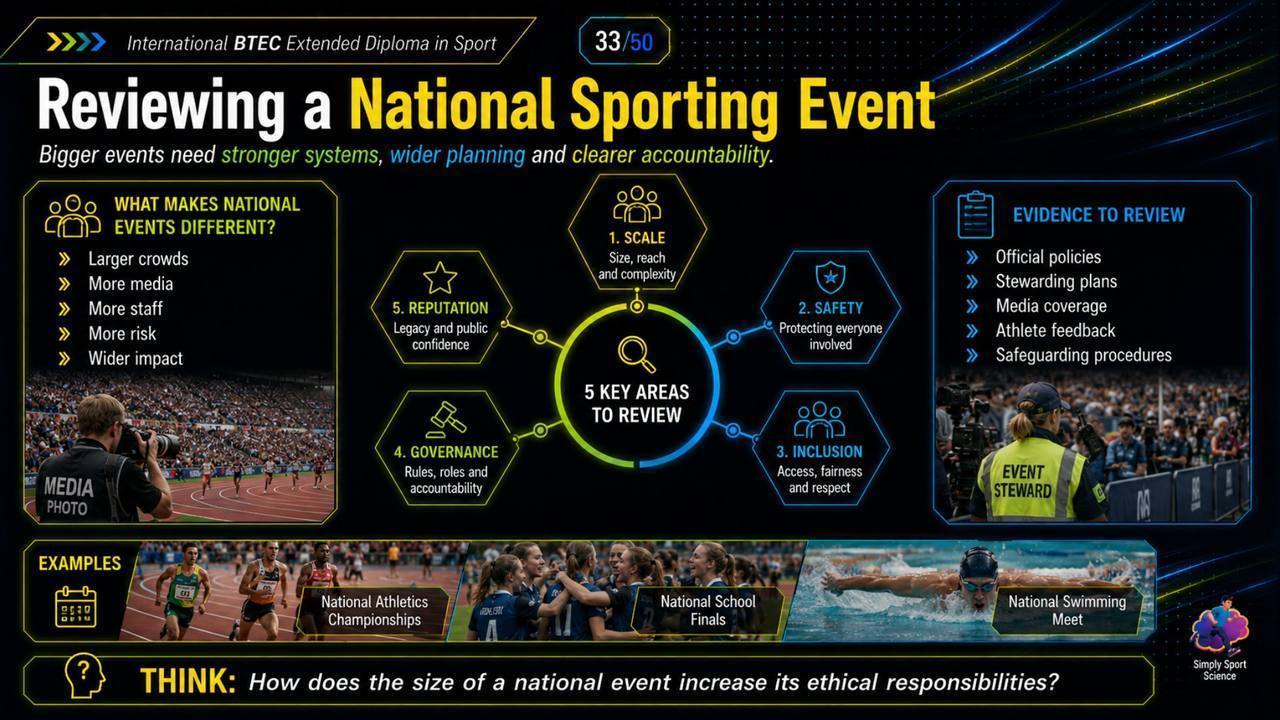 International BTEC Extended Diploma in Sport
33/50
Reviewing a National Sporting Event
Bigger events need stronger systems, wider planning and clearer accountability.
WHAT MAKES NATIONAL
EVENTS DIFFERENT?
Larger crowds
More media
More staff
More risk
Wider impact
MEDIA
PHOTO
1. SCALE
Size, reach
and complexity
2. SAFETY
Protecting everyone
involved
3. INCLUSION
Access, fairness
and respect
4. GOVERNANCE
Rules, roles and
accountability
5. REPUTATION
Legacy and public
confidence
5 KEY AREAS
TO REVIEW
EVIDENCE TO REVIEW
Official policies
Stewarding plans
Media coverage
Athlete feedback
Safeguarding procedures
EVENT
STEWARD
EXAMPLES
National Athletics
Championships
4
11
National School
Finals
National Swimming
Meet
THINK: How does the size of a national event increase its ethical responsibilities?
Simply Sport
Science